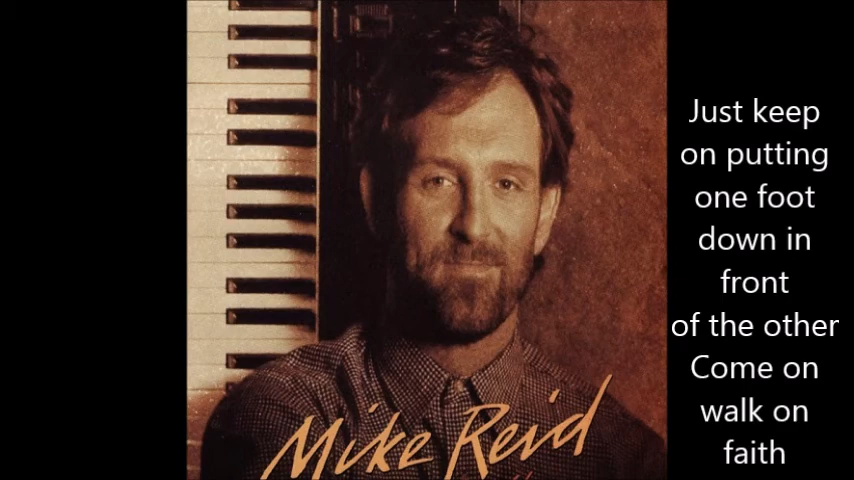 Mike Reid
Just keep
on putting
one foot
down in
front
of the other
Come on
walk on
faith